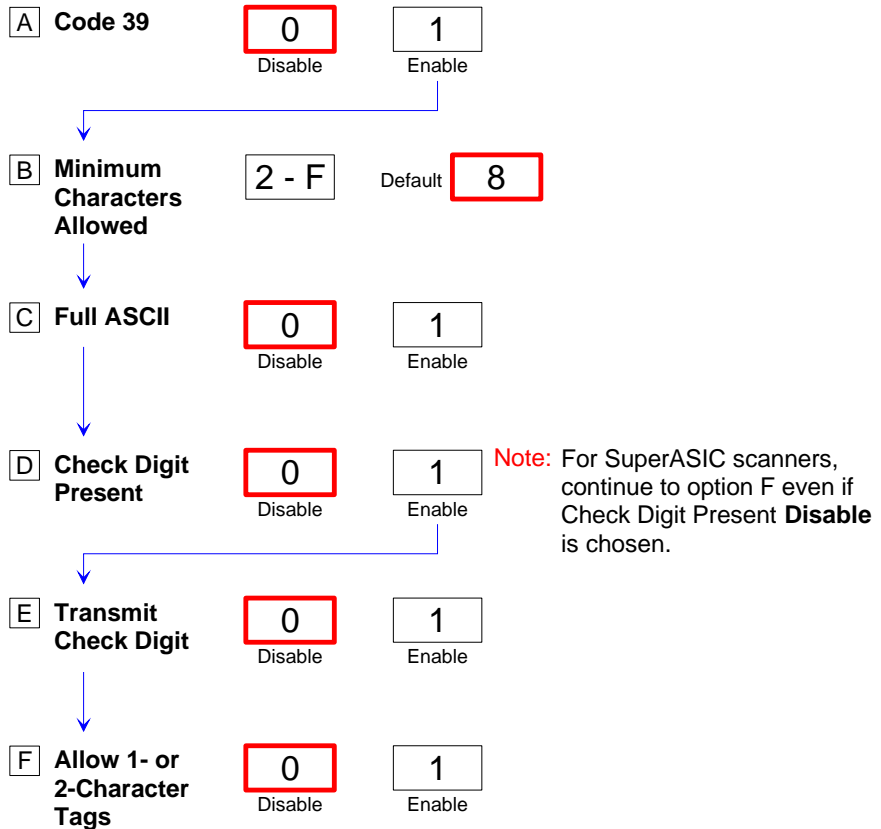 A Code 39 0 1
Disable Enable
B Minimum 2 - F Default 8
Characters
Allowed
C Full ASCII 0 1
Disable Enable
D Check Digit 0 1 Note: For SuperASIC scanners,
Present Disable Enable continue to option F even if
Check Digit Present Disable
is chosen.
E Transmit 0 1
Check Digit Disable Enable
F Allow 1- or 0 1
2-Character Disable Enable
Tags